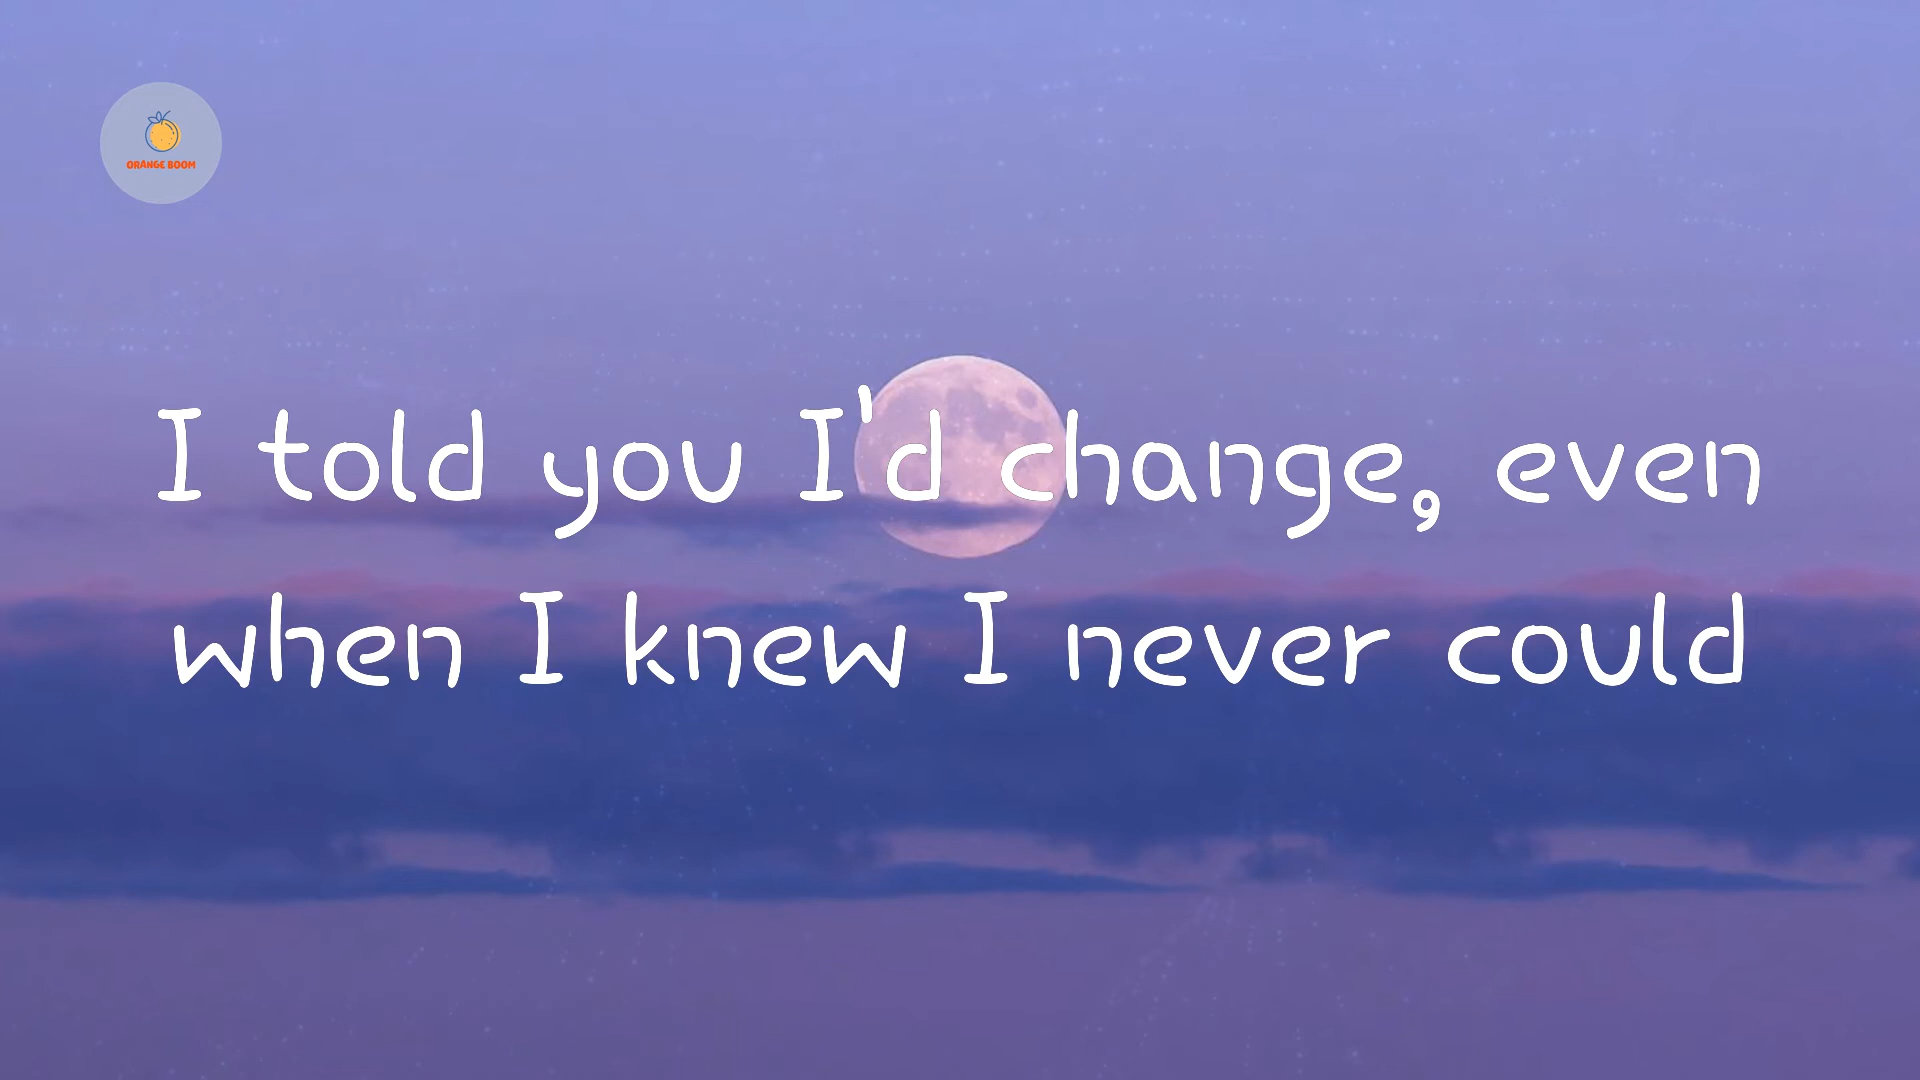 ORANGE BOOM
I told you I'd change, even
when I knew I never could